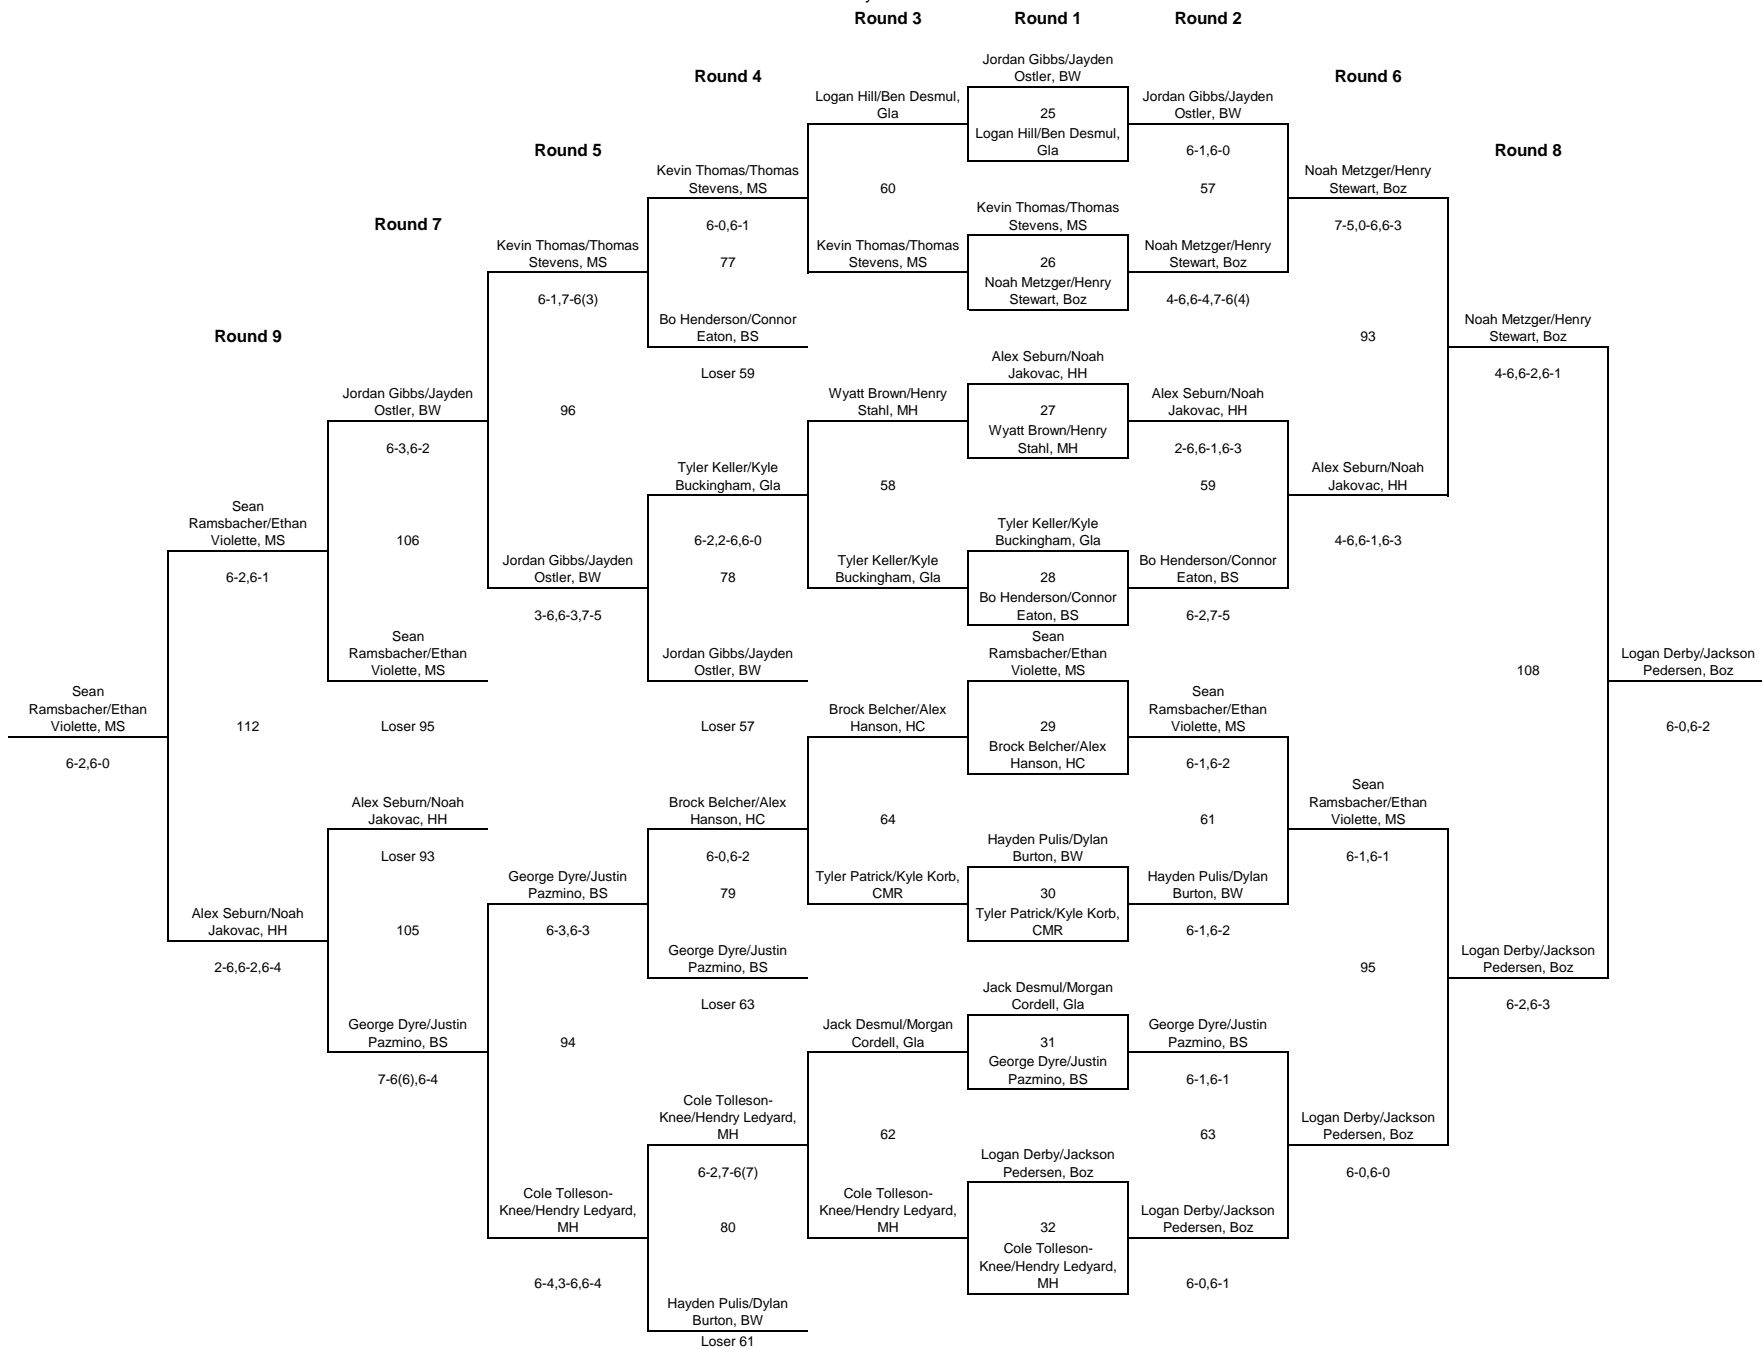 Round 3
Round 1
Round 2
Round 4
Round 6
Jordan Gibbs/Jayden
Ostler, BW
Logan Hill/Ben Desmul,
Gla
25
Logan Hill/Ben Desmul,
Gla
Jordan Gibbs/Jayden
Ostler, BW
6-1,6-0
Round 5
Round 8
Kevin Thomas/Thomas
Stevens, MS
60
57
Noah Metzger/Henry
Stewart, Boz
Round 7
6-0,6-1
Kevin Thomas/Thomas
Stevens, MS
7-5,0-6,6-3
Kevin Thomas/Thomas
Stevens, MS
77
Kevin Thomas/Thomas
Stevens, MS
26
Noah Metzger/Henry
Stewart, Boz
Noah Metzger/Henry
Stewart, Boz
6-1,7-6(3)
4-6,6-4,7-6(4)
Round 9
Bo Henderson/Connor
Eaton, BS
93
Noah Metzger/Henry
Stewart, Boz
Loser 59
Alex Seburn/Noah
Jakovac, HH
4-6,6-2,6-1
Jordan Gibbs/Jayden
Ostler, BW
96
Wyatt Brown/Henry
Stahl, MH
27
Wyatt Brown/Henry
Stahl, MH
Alex Seburn/Noah
Jakovac, HH
6-3,6-2
2-6,6-1,6-3
Tyler Keller/Kyle
Buckingham, Gla
58
59
Alex Seburn/Noah
Jakovac, HH
Sean
Ramsbacher/Ethan
Violette, MS
106
6-2,2-6,6-0
Tyler Keller/Kyle
Buckingham, Gla
4-6,6-1,6-3
6-2,6-1
Jordan Gibbs/Jayden
Ostler, BW
78
Tyler Keller/Kyle
Buckingham, Gla
28
Bo Henderson/Connor
Eaton, BS
Bo Henderson/Connor
Eaton, BS
3-6,6-3,7-5
6-2,7-5
Sean
Ramsbacher/Ethan
Violette, MS
Jordan Gibbs/Jayden
Ostler, BW
Sean
Ramsbacher/Ethan
Violette, MS
108
Logan Derby/Jackson
Pedersen, Boz
Sean
Ramsbacher/Ethan
Violette, MS
112
Loser 95
Loser 57
Brock Belcher/Alex
Hanson, HC
29
Brock Belcher/Alex
Hanson, HC
Sean
Ramsbacher/Ethan
Violette, MS
6-0,6-2
6-2,6-0
6-1,6-2
Alex Seburn/Noah
Jakovac, HH
Brock Belcher/Alex
Hanson, HC
64
61
Sean
Ramsbacher/Ethan
Violette, MS
Loser 93
6-0,6-2
Hayden Pulis/Dylan
Burton, BW
6-1,6-1
George Dyre/Justin
Pazmino, BS
79
Tyler Patrick/Kyle Korb,
CMR
30
Tyler Patrick/Kyle Korb,
CMR
Hayden Pulis/Dylan
Burton, BW
Alex Seburn/Noah
Jakovac, HH
105
6-3,6-3
6-1,6-2
2-6,6-2,6-4
George Dyre/Justin
Pazmino, BS
95
Logan Derby/Jackson
Pedersen, Boz
Loser 63
Jack Desmul/Morgan
Cordell, Gla
6-2,6-3
George Dyre/Justin
Pazmino, BS
94
Jack Desmul/Morgan
Cordell, Gla
31
George Dyre/Justin
Pazmino, BS
George Dyre/Justin
Pazmino, BS
7-6(6),6-4
6-1,6-1
Cole Tolleson-
Knee/Hendry Ledyard,
MH
62
63
Logan Derby/Jackson
Pedersen, Boz
6-2,7-6(7)
Logan Derby/Jackson
Pedersen, Boz
6-0,6-0
Cole Tolleson-
Knee/Hendry Ledyard,
MH
80
Cole Tolleson-
Knee/Hendry Ledyard,
MH
32
Cole Tolleson-
Knee/Hendry Ledyard,
MH
Logan Derby/Jackson
Pedersen, Boz
6-4,3-6,6-4
6-0,6-1
Hayden Pulis/Dylan
Burton, BW
Loser 61